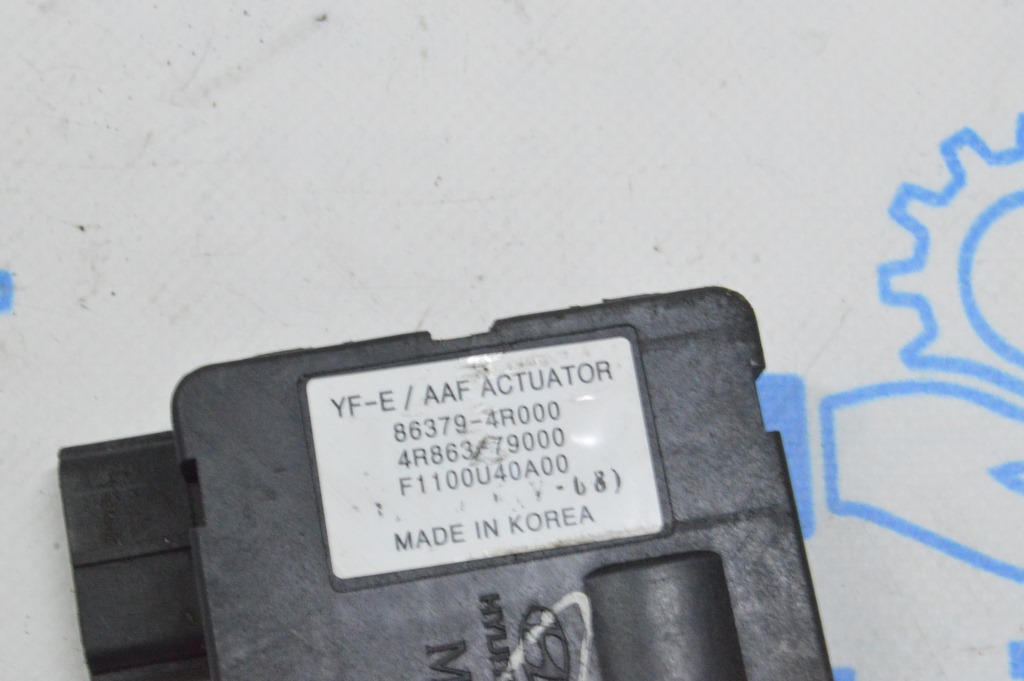 YF-E / AAF ACTUATOR
86379-4R000
4R863-79000
F1100U40A00
MADE IN KOREA